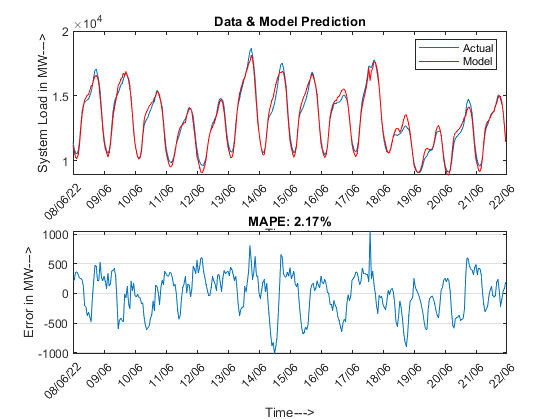 Data & Model Prediction
×10⁴
2
1.5
1
System Load in MW--->
Actual
Model
08/06/22 09/06 10/06 11/06 12/06 13/06 14/06 15/06 16/06 17/06 18/06 19/06 20/06 21/06 22/06
MAPE: 2.17%
1000
500
0
-500
-1000
Error in MW--->
08/06/22 09/06 10/06 11/06 12/06 13/06 14/06 15/06 16/06 17/06 18/06 19/06 20/06 21/06 22/06
Time--->